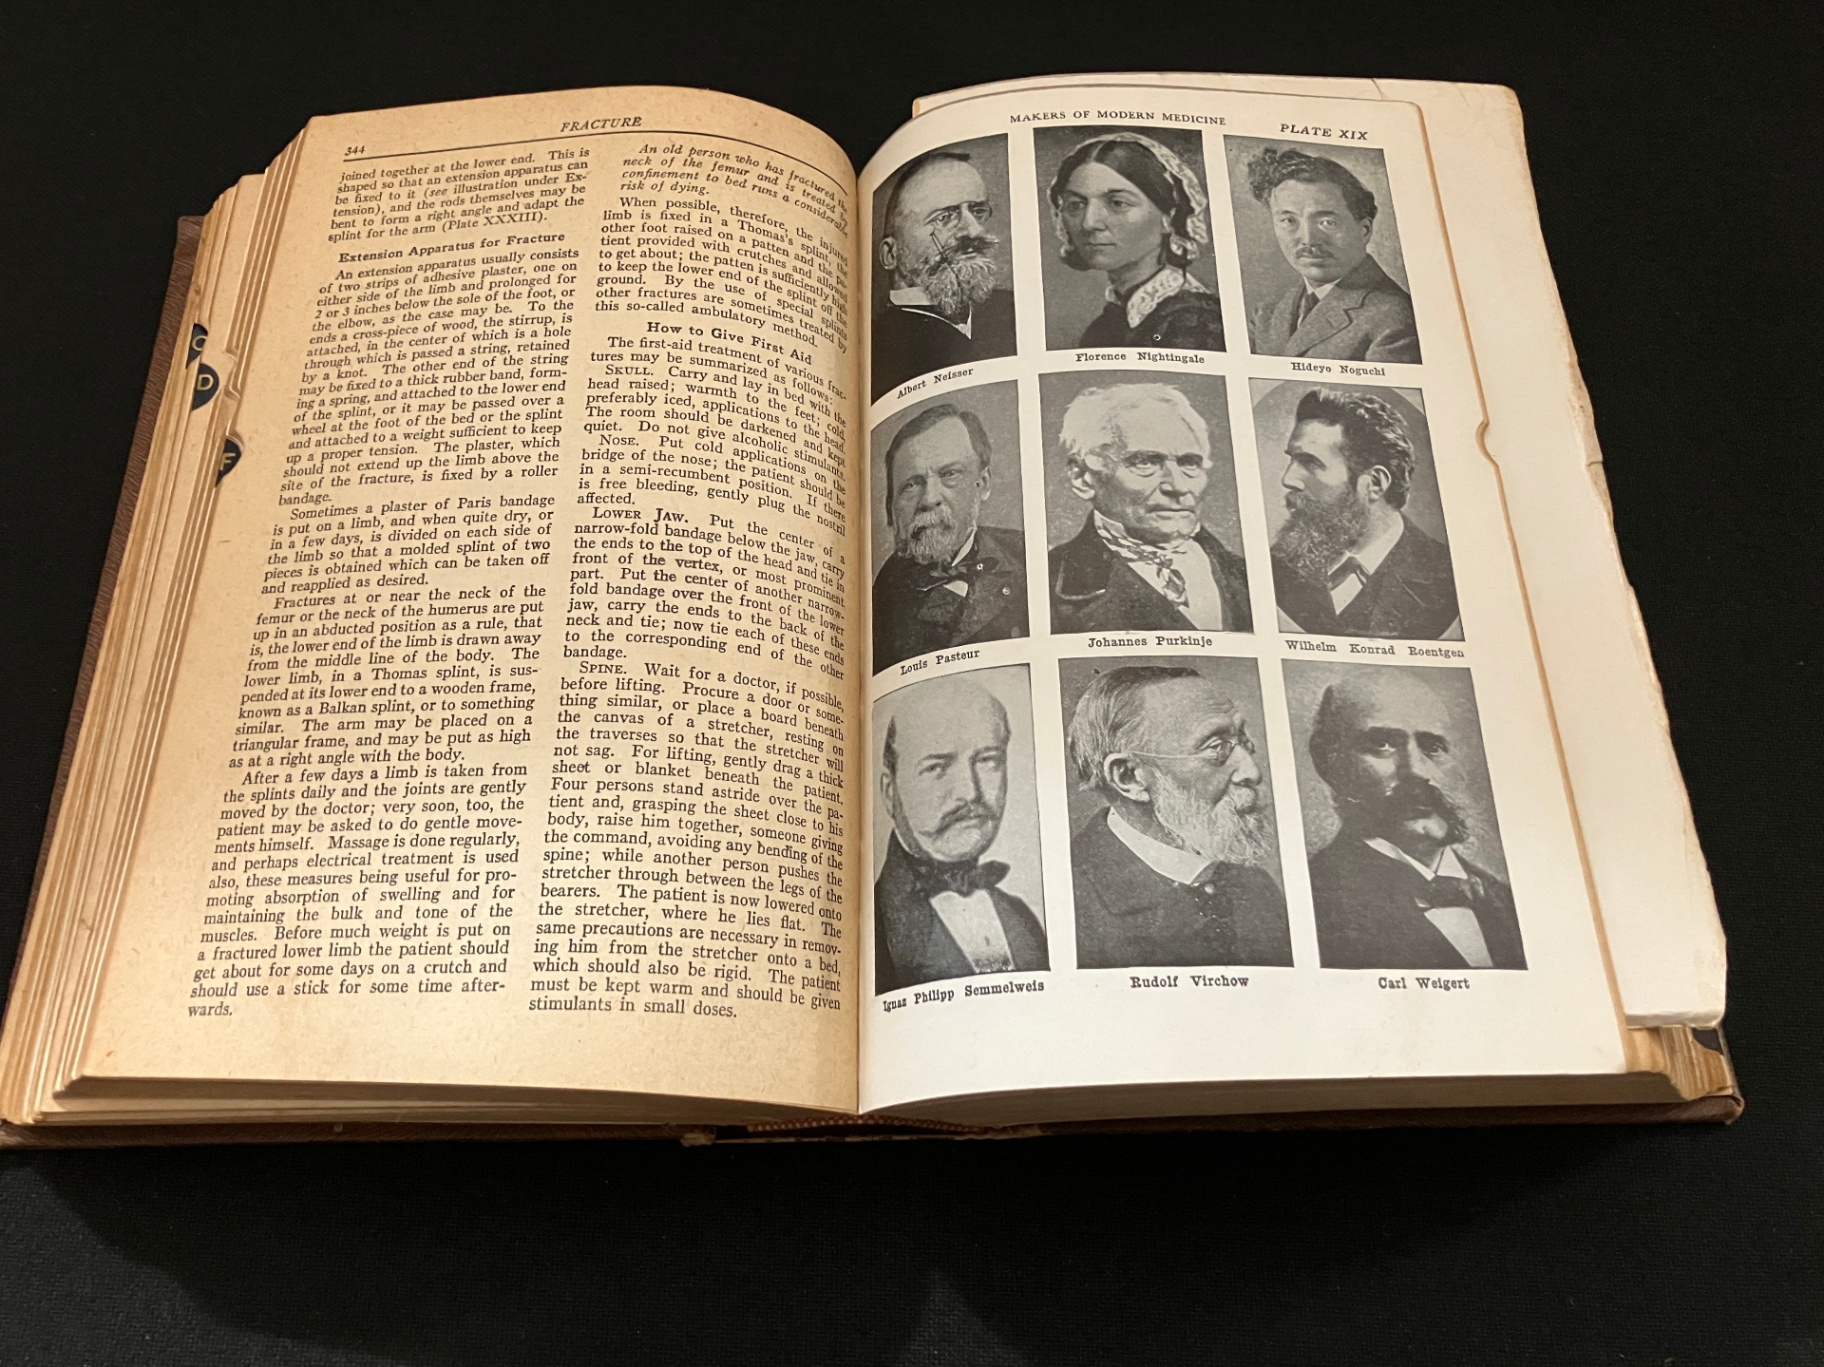 344
FRACTURE
joined together at the lower end. This is
shaped so that an extension apparatus can
be fixed to it (see illustration under Ex-
tension), and the rods themselves may be
bent to form a right angle and adapt the
splint for the arm (Plate XXXIII).
Extension Apparatus for Fracture
An extension apparatus usually consists
of two strips of adhesive plaster, one on
either side of the limb and prolonged for
2 or 3 inches below the sole of the foot, or
the elbow, as the case may be. To the
ends a cross-piece of wood, the stirrup, is
attached, in the center of which is a hole
through which is passed a string, retained
by a knot. The other end of the string
may be fixed to a thick rubber band, form-
ing a spring, and attached to the lower end
of the splint, or it may be passed over a
wheel at the foot of the bed or the splint
and attached to a weight sufficient to keep
up a proper tension. The plaster, which
should not extend up the limb above the
site of the fracture, is fixed by a roller
bandage.
Sometimes a plaster of Paris bandage
is put on a limb, and when quite dry, or
in a few days, is divided on each side of
the limb so that a molded splint of two
pieces is obtained which can be taken off
and reapplied as desired.
Fractures at or near the neck of the
femur or the neck of the humerus are put
up in an abducted position as a rule, that
is, the lower end of the limb is drawn away
from the middle line of the body. The
lower limb, in a Thomas splint, is sus-
pended at its lower end to a wooden frame,
known as a Balkan splint, or to something
similar. The arm may be placed on a
triangular frame, and may be put as high
as at a right angle with the body.
After a few days a limb is taken from
the splints daily and the joints are gently
moved by the doctor; very soon, too, the
patient may be asked to do gentle move-
ments himself. Massage is done regularly,
and perhaps electrical treatment is used
also, these measures being useful for pro-
moting absorption of swelling and for
maintaining the bulk and tone of the
muscles. Before much weight is put on
a fractured lower limb the patient should
get about for some days on a crutch and
should use a stick for some time after-
wards.
An old person who has fractured the
neck of the femur and is treated by
confinement to bed runs a considerable
risk of dying.
When possible, therefore, the injured
limb is fixed in a Thomas's splint, the
other foot raised on a patten and the pa-
tient provided with crutches and allowed
to get about; the patten is sufficiently high
to keep the lower end of the splint off the
ground. By the use of special splints
other fractures are sometimes treated by
this so-called ambulatory method.
How to Give First Aid
The first-aid treatment of various frac-
tures may be summarized as follows:
SKULL. Carry and lay in bed with the
head raised; warmth to the feet; cold,
preferably iced, applications to the head.
The room should be darkened and kept
quiet. Do not give alcoholic stimulants.
NOSE. Put cold applications on the
bridge of the nose; the patient should be
in a semi-recumbent position. If there
is free bleeding, gently plug the nostril
affected.
LOWER JAW. Put the center of a
narrow-fold bandage below the jaw, carry
the ends to the top of the head and tie in
front of the vertex, or most prominent
part. Put the center of another narrow-
fold bandage over the front of the lower
jaw, carry the ends to the back of the
neck and tie; now tie each of these ends
to the corresponding end of the other
bandage.
SPINE. Wait for a doctor, if possible,
before lifting. Procure a door or some-
thing similar, or place a board beneath
the canvas of a stretcher, resting on
the traverses so that the stretcher will
not sag. For lifting, gently drag a thick
sheet or blanket beneath the patient.
Four persons stand astride over the pa-
tient and, grasping the sheet close to his
body, raise him together, someone giving
the command, avoiding any bending of the
spine; while another person pushes the
stretcher through between the legs of the
bearers. The patient is now lowered onto
the stretcher, where he lies flat. The
same precautions are necessary in remov-
ing him from the stretcher onto a bed,
which should also be rigid. The patient
must be kept warm and should be given
stimulants in small doses.
C
D
F
MAKERS OF MODERN MEDICINE
PLATE XIX
Albert Neisser
Florence Nightingale
Hideyo Noguchi
Louis Pasteur
Johannes Purkinje
Wilhelm Konrad Roentgen
Ignaz Philipp Semmelweis
Rudolf Virchow
Carl Weigert